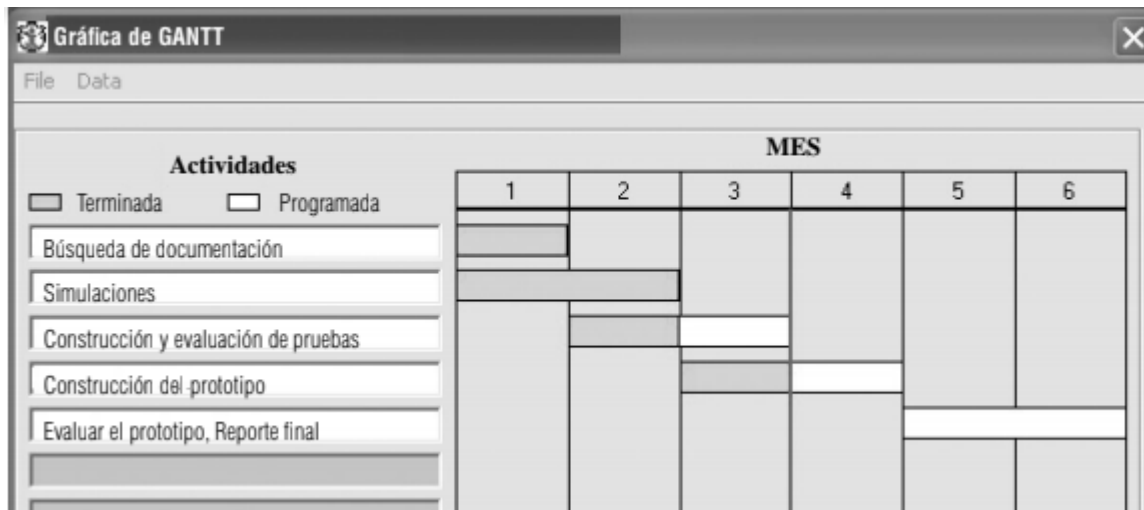 Gráfica de GANTT
File Data
MES
Actividades
1 2 3 4 5 6
Terminada Programada
Búsqueda de documentación
Simulaciones
Construcción y evaluación de pruebas
Construcción del prototipo
Evaluar el prototipo, Reporte final